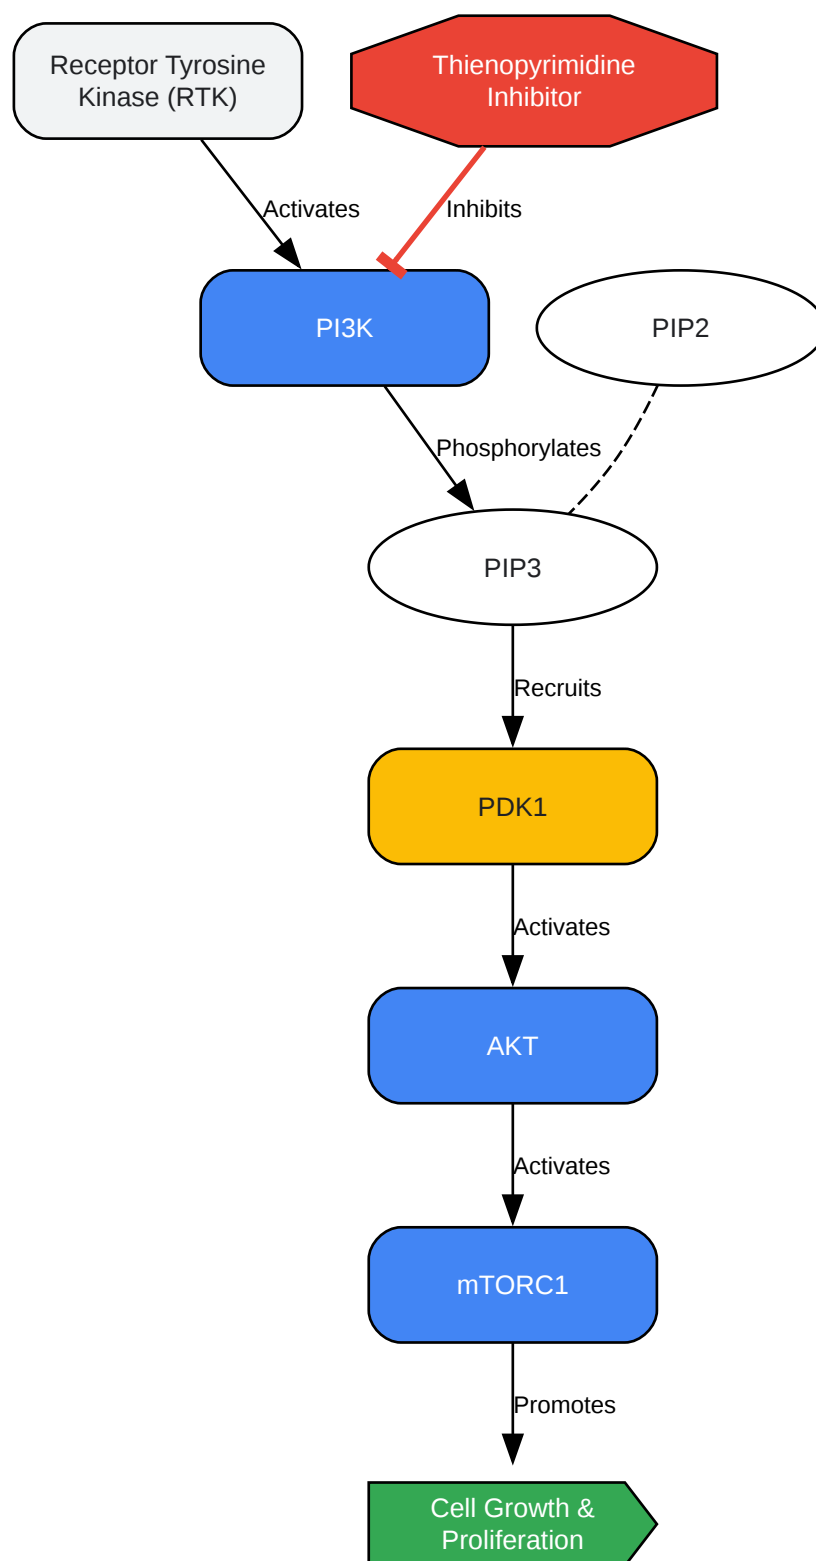 Receptor Tyrosine
Kinase (RTK)
Thienopyrimidine
Inhibitor
Activates
Inhibits
PI3K
PIP2
Phosphorylates
PIP3
Recruits
PDK1
Activates
AKT
Activates
mTORC1
Promotes
Cell Growth &
Proliferation